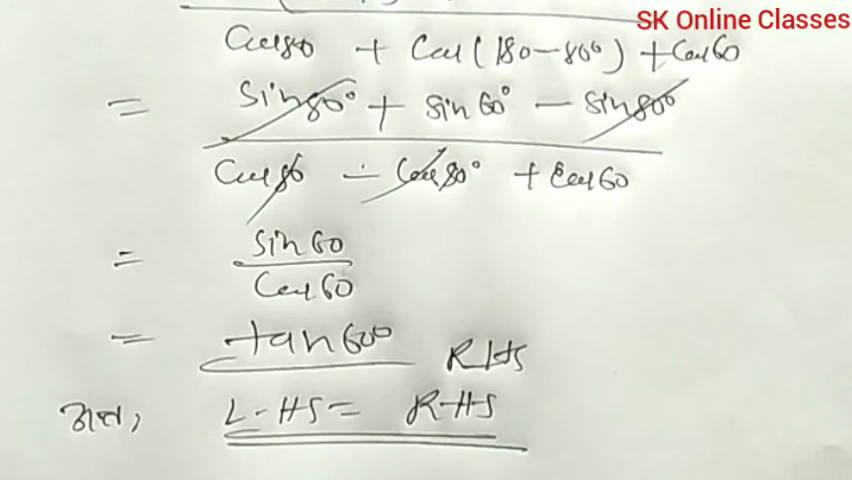 SK Online Classes
Cos80 + Cos(180-80°) + Cos60
= Sin80° + Sin60° - Sin80°
Cos80 - Cos80° + Cos60
= Sin60
Cos60
= tan60° RHS
अतः, L-HS = R-HS